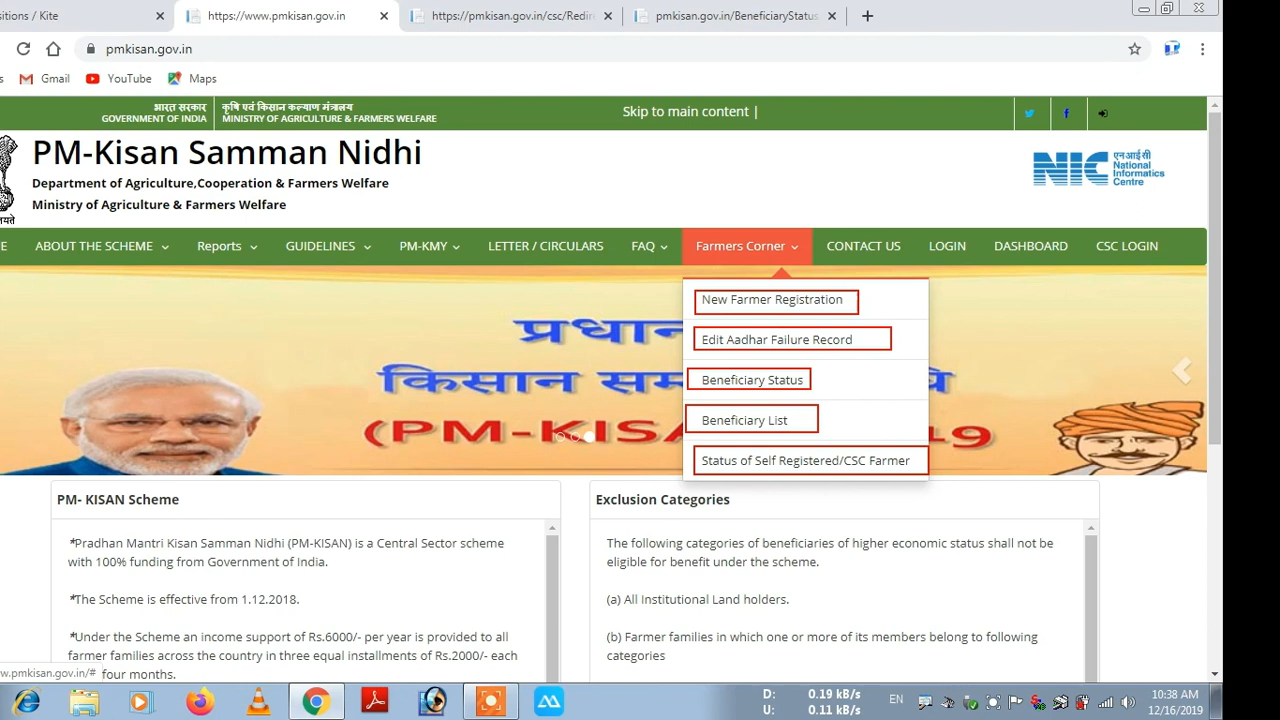 sitions / Kite
https://www.pmkisan.gov.in
https://pmkisan.gov.in/csc/Redire
pmkisan.gov.in/BeneficiaryStatus
pmkisan.gov.in
s
Gmail
YouTube
Maps
भारत सरकार
GOVERNMENT OF INDIA
कृषि एवं किसान कल्याण मंत्रालय
MINISTRY OF AGRICULTURE & FARMERS WELFARE
Skip to main content |
PM-Kisan Samman Nidhi
Department of Agriculture,Cooperation & Farmers Welfare
Ministry of Agriculture & Farmers Welfare
NIC
एन आई सी
National
Informatics
Centre
E ABOUT THE SCHEME Reports GUIDELINES PM-KMY LETTER / CIRCULARS FAQ Farmers Corner CONTACT US LOGIN DASHBOARD CSC LOGIN
New Farmer Registration
Edit Aadhar Failure Record
Beneficiary Status
Beneficiary List
Status of Self Registered/CSC Farmer
प्रधान
किसान सम
(PM-KISA 19
PM- KISAN Scheme
*Pradhan Mantri Kisan Samman Nidhi (PM-KISAN) is a Central Sector scheme
with 100% funding from Government of India.
*The Scheme is effective from 1.12.2018.
*Under the Scheme an income support of Rs.6000/- per year is provided to all
farmer families across the country in three equal installments of Rs.2000/- each
four months.
Exclusion Categories
The following categories of beneficiaries of higher economic status shall not be
eligible for benefit under the scheme.
(a) All Institutional Land holders.
(b) Farmer families in which one or more of its members belong to following
categories
w.pmkisan.gov.in/#
D: 0.19 kB/s
U: 0.11 kB/s
EN
10:38 AM
12/16/2019